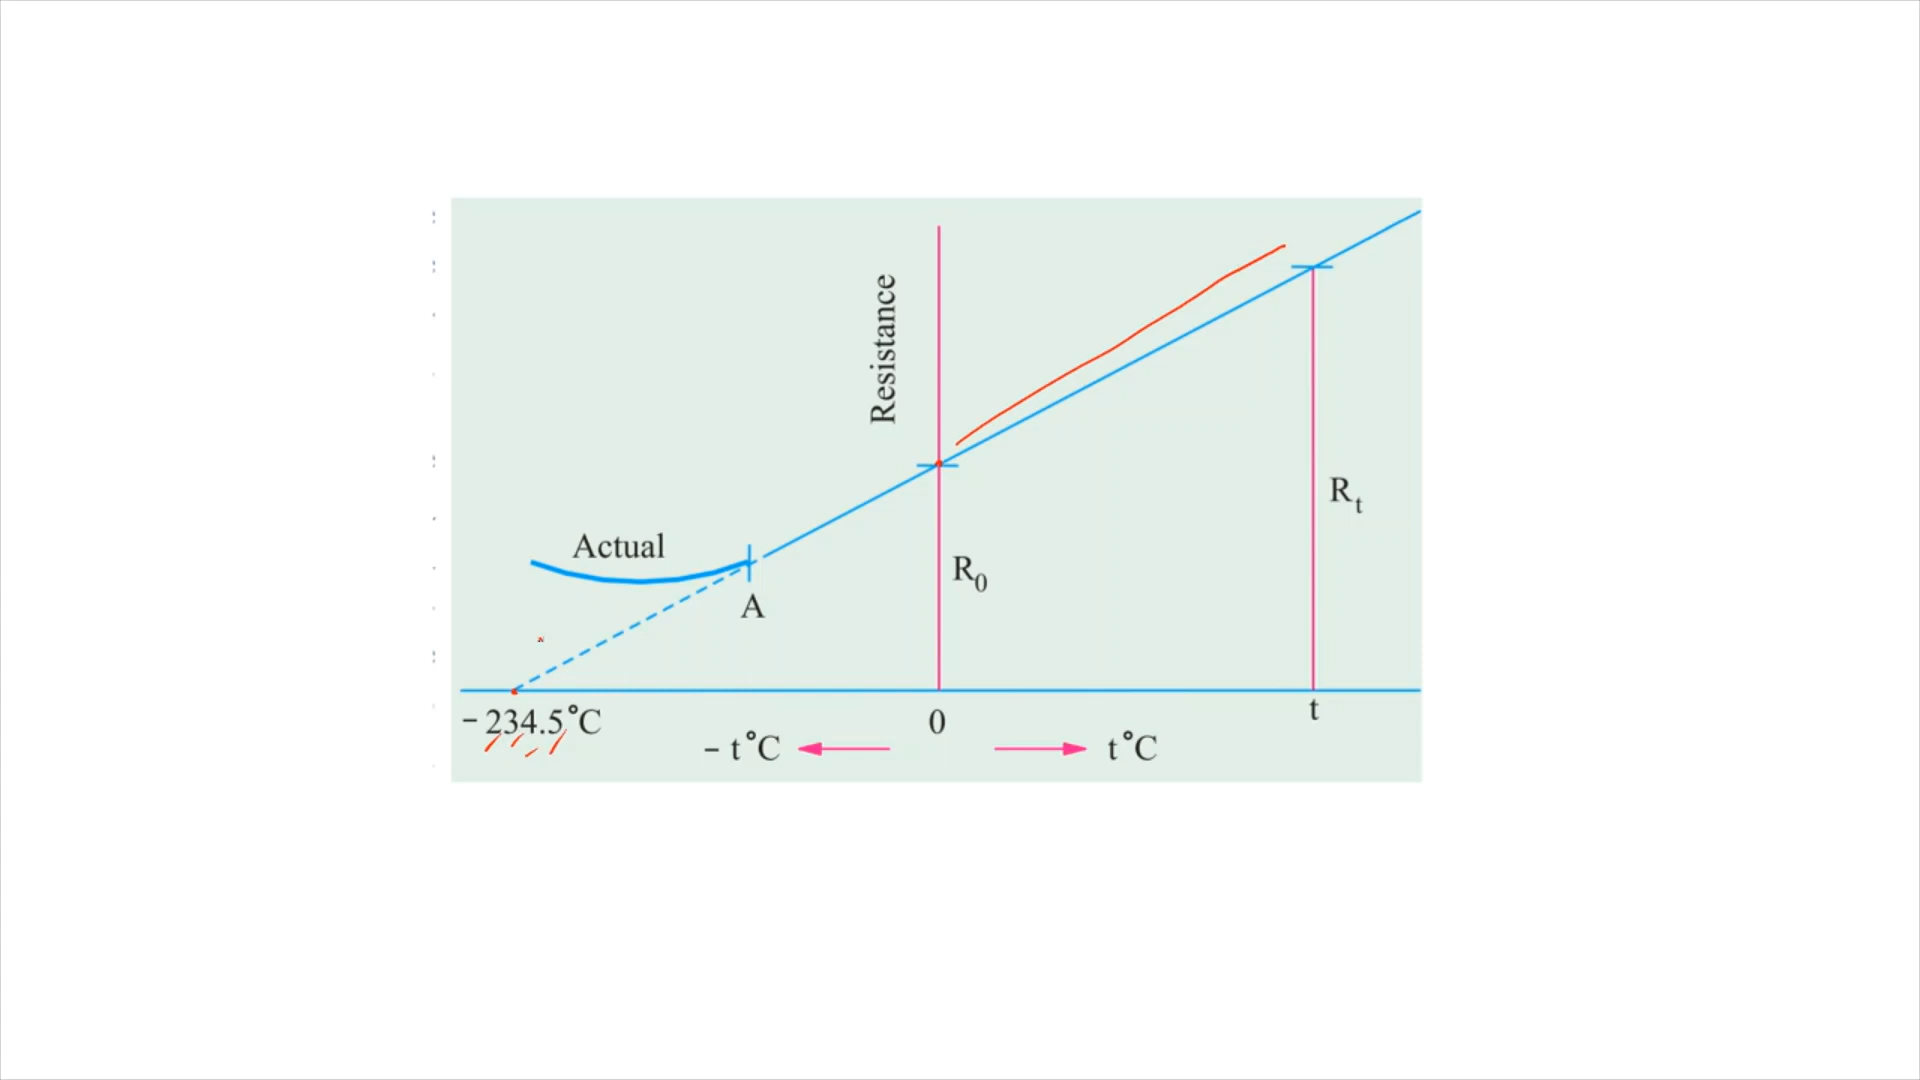 Resistance
R₀
Rₜ
Actual
A
− 234.5°C
0
t
− t°C
t°C